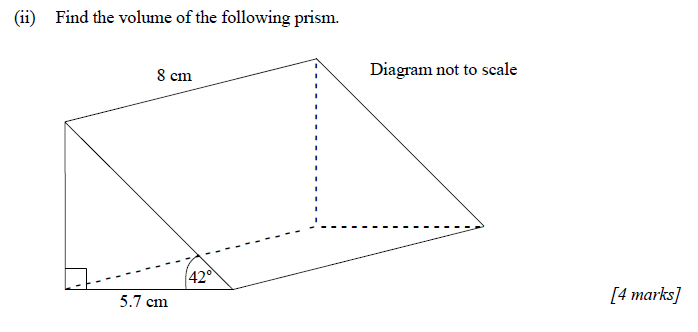 (ii) Find the volume of the following prism.
8 cm
Diagram not to scale
42°
5.7 cm
[4 marks]